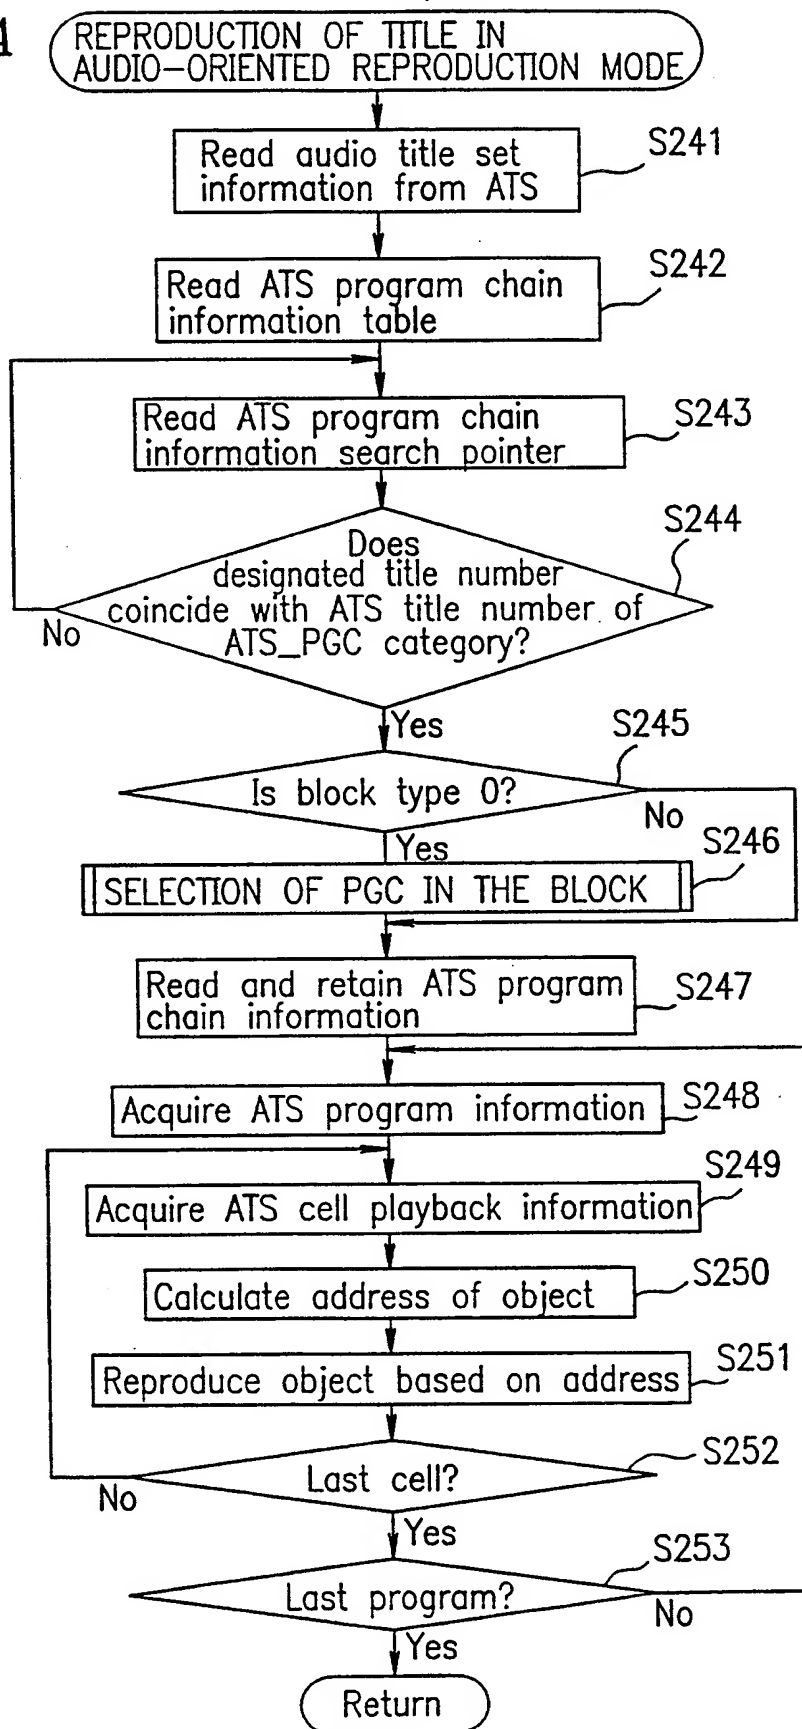 REPRODUCTION OF TITLE IN
AUDIO-ORIENTED REPRODUCTION MODE
Read audio title set
information from ATS
S241
Read ATS program chain
information table
S242
Read ATS program chain
information search pointer
S243
Does
designated title number
coincide with ATS title number of
ATS_PGC category?
S244
No
Yes
Is block type 0?
S245
No
Yes
SELECTION OF PGC IN THE BLOCK
S246
Read and retain ATS program
chain information
S247
Acquire ATS program information
S248
Acquire ATS cell playback information
S249
Calculate address of object
S250
Reproduce object based on address
S251
Last cell?
S252
No
Yes
Last program?
S253
No
Yes
Return